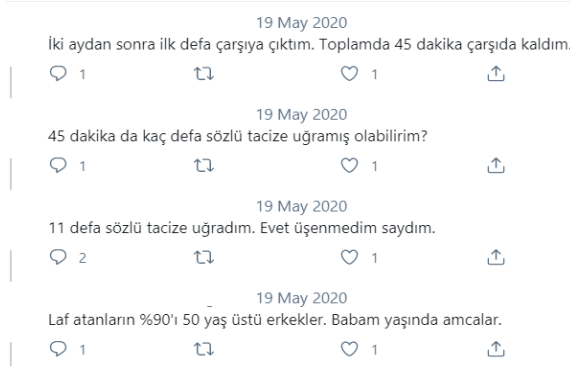 19 May 2020
İki aydan sonra ilk defa çarşıya çıktım. Toplamda 45 dakika çarşıda kaldım.
1 1
19 May 2020
45 dakika da kaç defa sözlü tacize uğramış olabilirim?
1 1
19 May 2020
11 defa sözlü tacize uğradım. Evet üşenmedim saydım.
2 1
19 May 2020
Laf atanların %90'ı 50 yaş üstü erkekler. Babam yaşında amcalar.
1 1